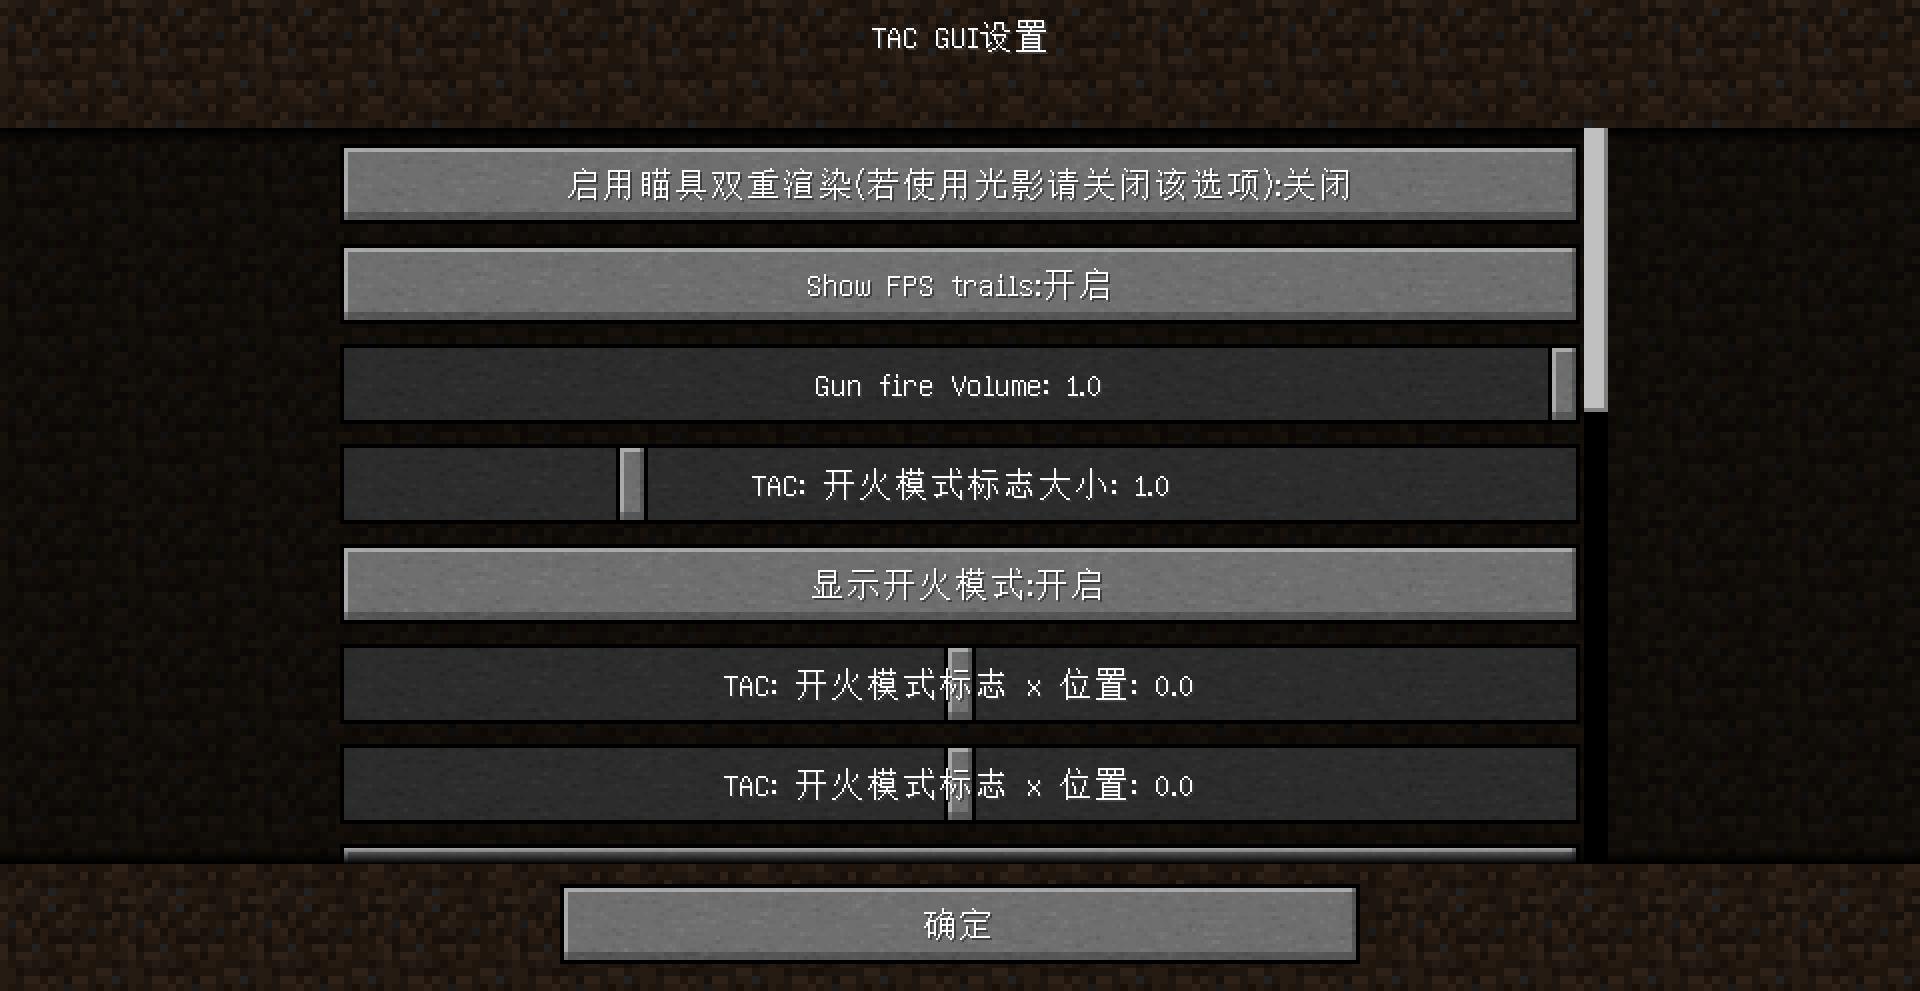 TAC GUI设置
启用瞄具双重渲染(若使用光影请关闭该选项):关闭
Show FPS trails:开启
Gun fire Volume: 1.0
TAC: 开火模式标志大小: 1.0
显示开火模式:开启
TAC: 开火模式标志 x 位置: 0.0
TAC: 开火模式标志 x 位置: 0.0
确定